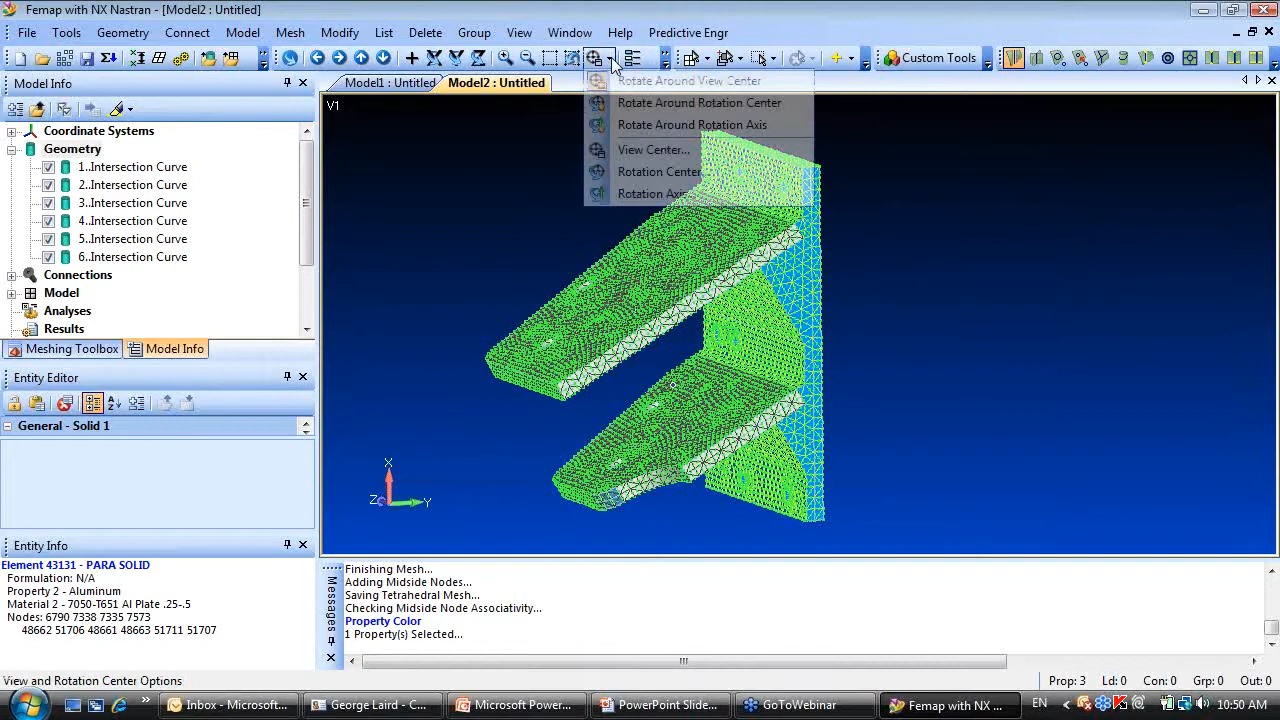 Femap with NX Nastran - [Model2 : Untitled]
File Tools Geometry Connect Model Mesh Modify List Delete Group View Window Help Predictive Engr
Custom Tools
Model Info
Model1 : Untitled Model2 : Untitled
Rotate Around View Center
Rotate Around Rotation Center
Rotate Around Rotation Axis
View Center...
Rotation Center
Rotation Axis
V1
Coordinate Systems
Geometry
1..Intersection Curve
2..Intersection Curve
3..Intersection Curve
4..Intersection Curve
5..Intersection Curve
6..Intersection Curve
Connections
Model
Analyses
Results
Meshing Toolbox Model Info
Entity Editor
General - Solid 1
X
Y
Z
Entity Info
Element 43131 - PARA SOLID
Formulation: N/A
Property 2 - Aluminum
Material 2 - 7050-T651 Al Plate .25-.5
Nodes: 6790 7338 7335 7573
48662 51706 48661 48663 51711 51707
Messages
Finishing Mesh...
Adding Midside Nodes...
Saving Tetrahedral Mesh...
Checking Midside Node Associativity...
Property Color
1 Property(s) Selected...
View and Rotation Center Options
Prop: 3 Ld: 0 Con: 0 Grp: 0 Out: 0
Inbox - Microsoft... George Laird - C... Microsoft Power... PowerPoint Slide... GoToWebinar Femap with NX ... EN 10:50 AM